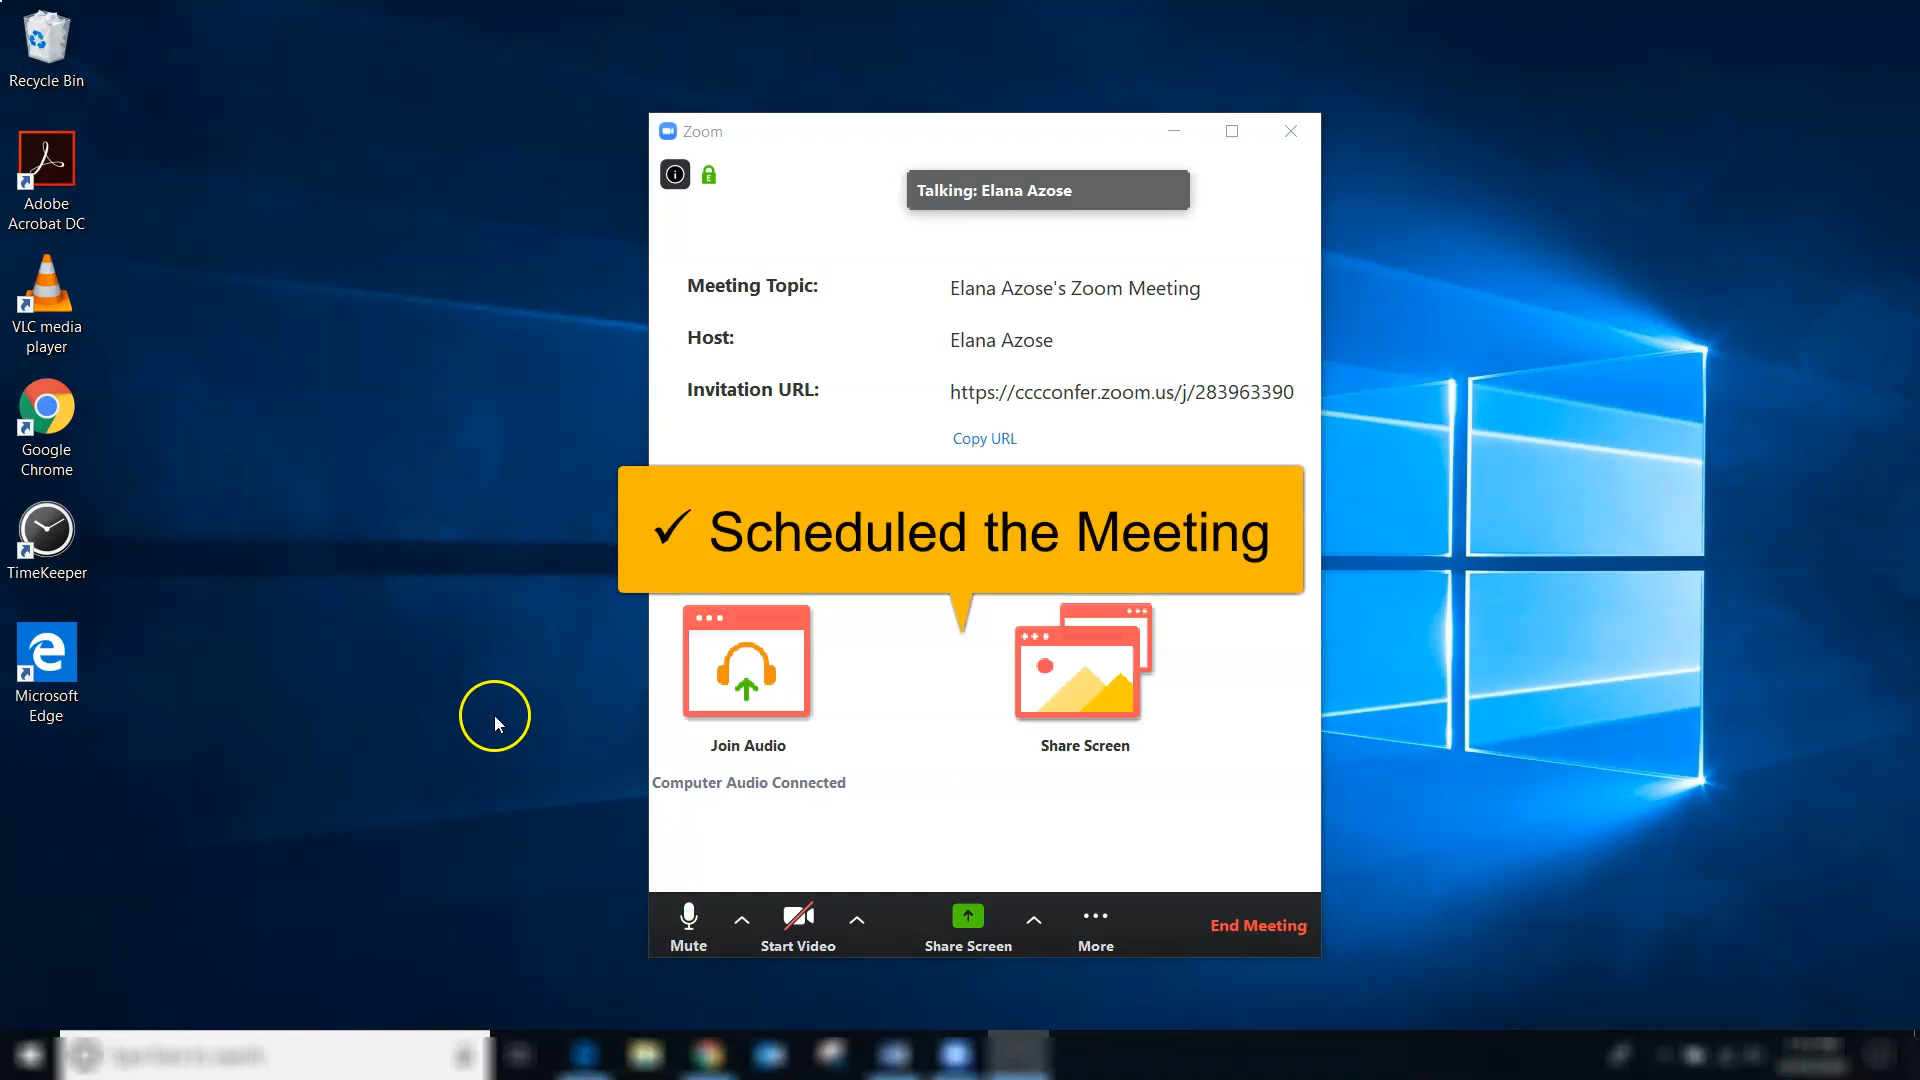 Recycle Bin
Adobe
Acrobat DC
VLC media
player
Google
Chrome
TimeKeeper
Microsoft
Edge
Zoom
Talking: Elana Azose
Meeting Topic:
Elana Azose's Zoom Meeting
Host:
Elana Azose
Invitation URL:
https://cccconfer.zoom.us/j/283963390
Copy URL
✓ Scheduled the Meeting
Join Audio
Share Screen
Computer Audio Connected
Mute
Start Video
Share Screen
More
End Meeting